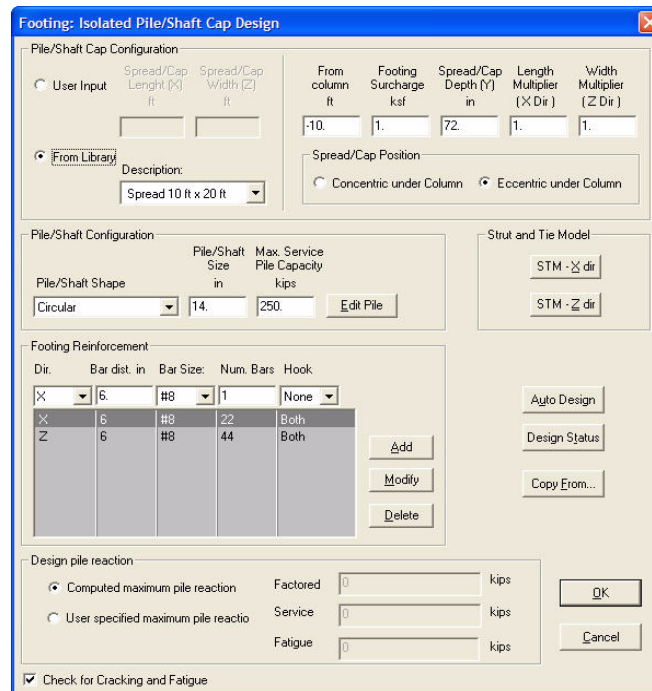 Footing: Isolated Pile/Shaft Cap Design
Pile/Shaft Cap Configuration
User Input
Spread/Cap Lenght (X) ft
Spread/Cap Width (Z) ft
From Library
Description:
Spread 10 ft x 20 ft
From column ft
Footing Surcharge ksf
Spread/Cap Depth (Y) in
Length Multiplier ( X Dir )
Width Multiplier ( Z Dir )
-10. 1. 72. 1. 1.
Spread/Cap Position
Concentric under Column Eccentric under Column
Pile/Shaft Configuration
Pile/Shaft Shape
Pile/Shaft Size in
Max. Service Pile Capacity kips
Circular 14. 250. Edit Pile
Strut and Tie Model
STM - X dir
STM - Z dir
Footing Reinforcement
Dir. Bar dist. in Bar Size: Num. Bars Hook
X 6. #8 1 None
X 6 #8 22 Both
Z 6 #8 44 Both
Add
Modify
Delete
Auto Design
Design Status
Copy From...
Design pile reaction
Computed maximum pile reaction
User specified maximum pile reactio
Factored 0 kips
Service 0 kips
Fatigue 0 kips
OK
Cancel
Check for Cracking and Fatigue